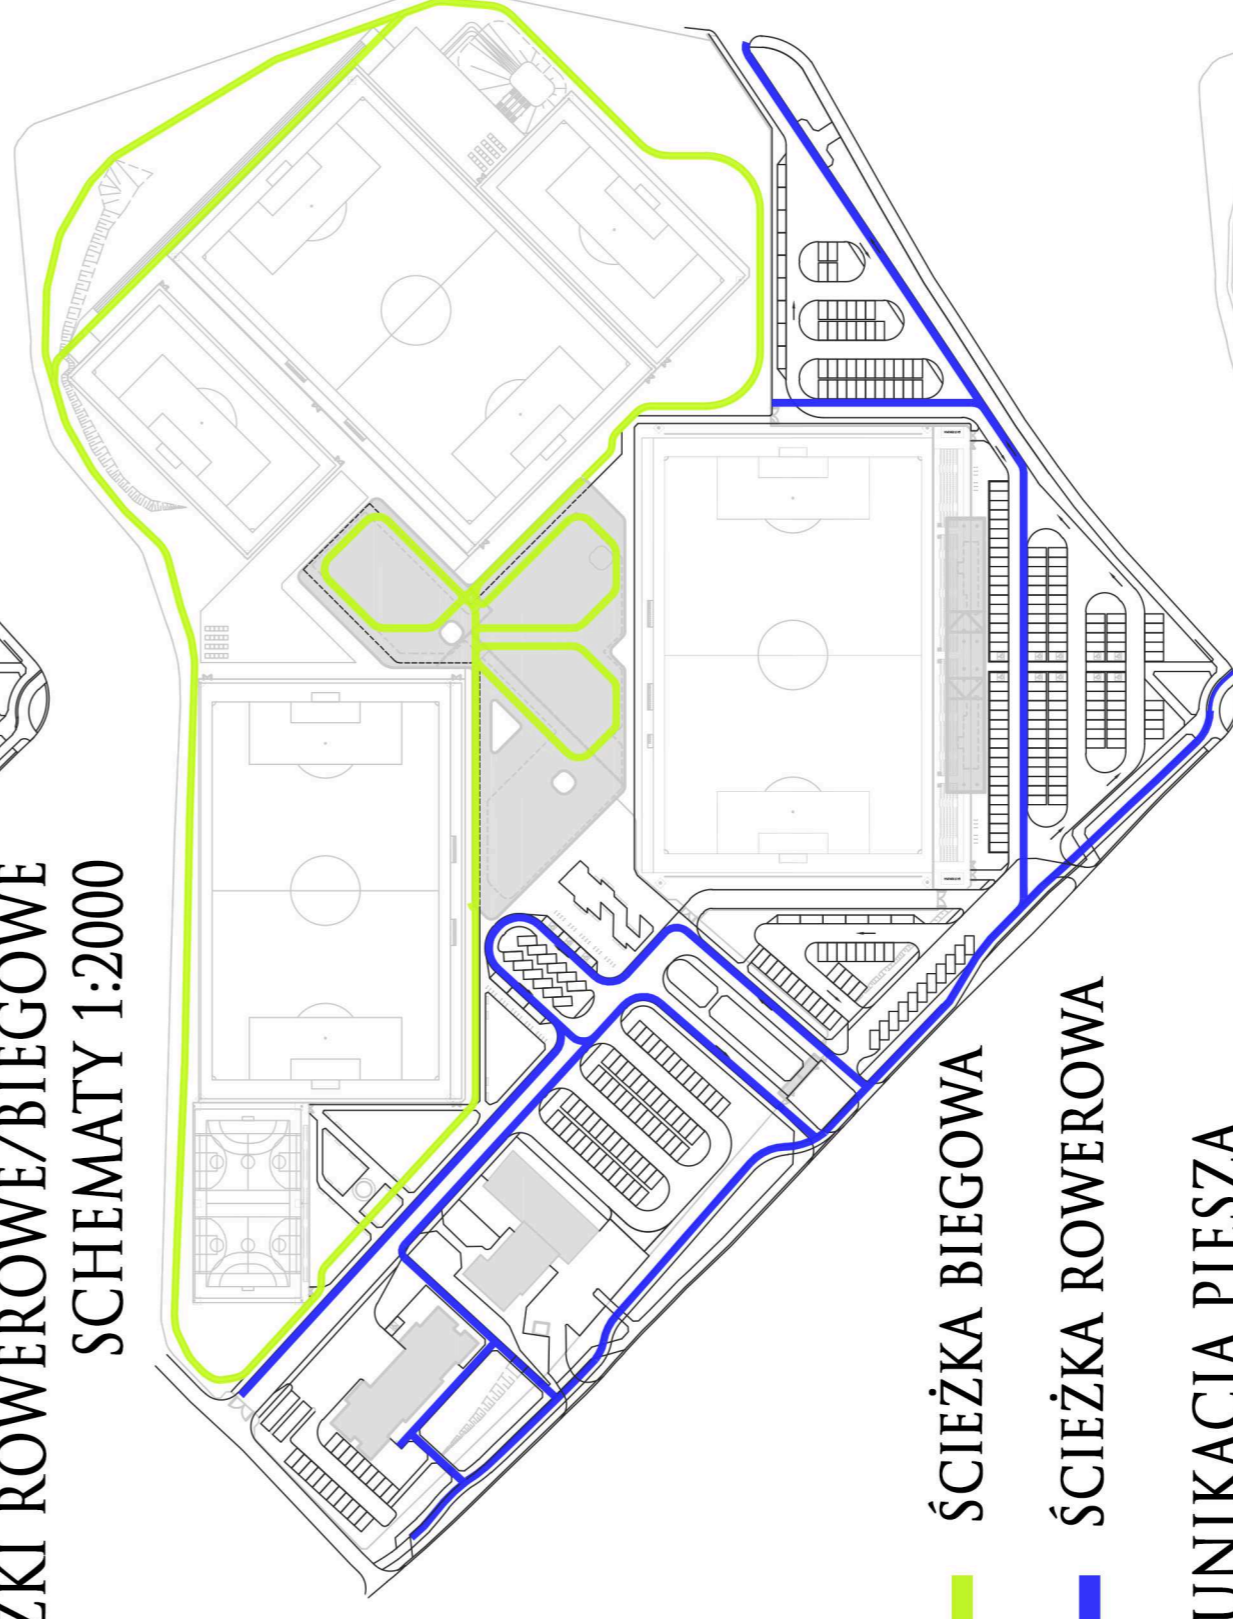 ZKI ROWEROWE/BIEGOWE
SCHEMATY 1:2000
ŚCIEŻKA BIEGOWA
ŚCIEŻKA ROWEROWA
UNIKACJA PIESZA